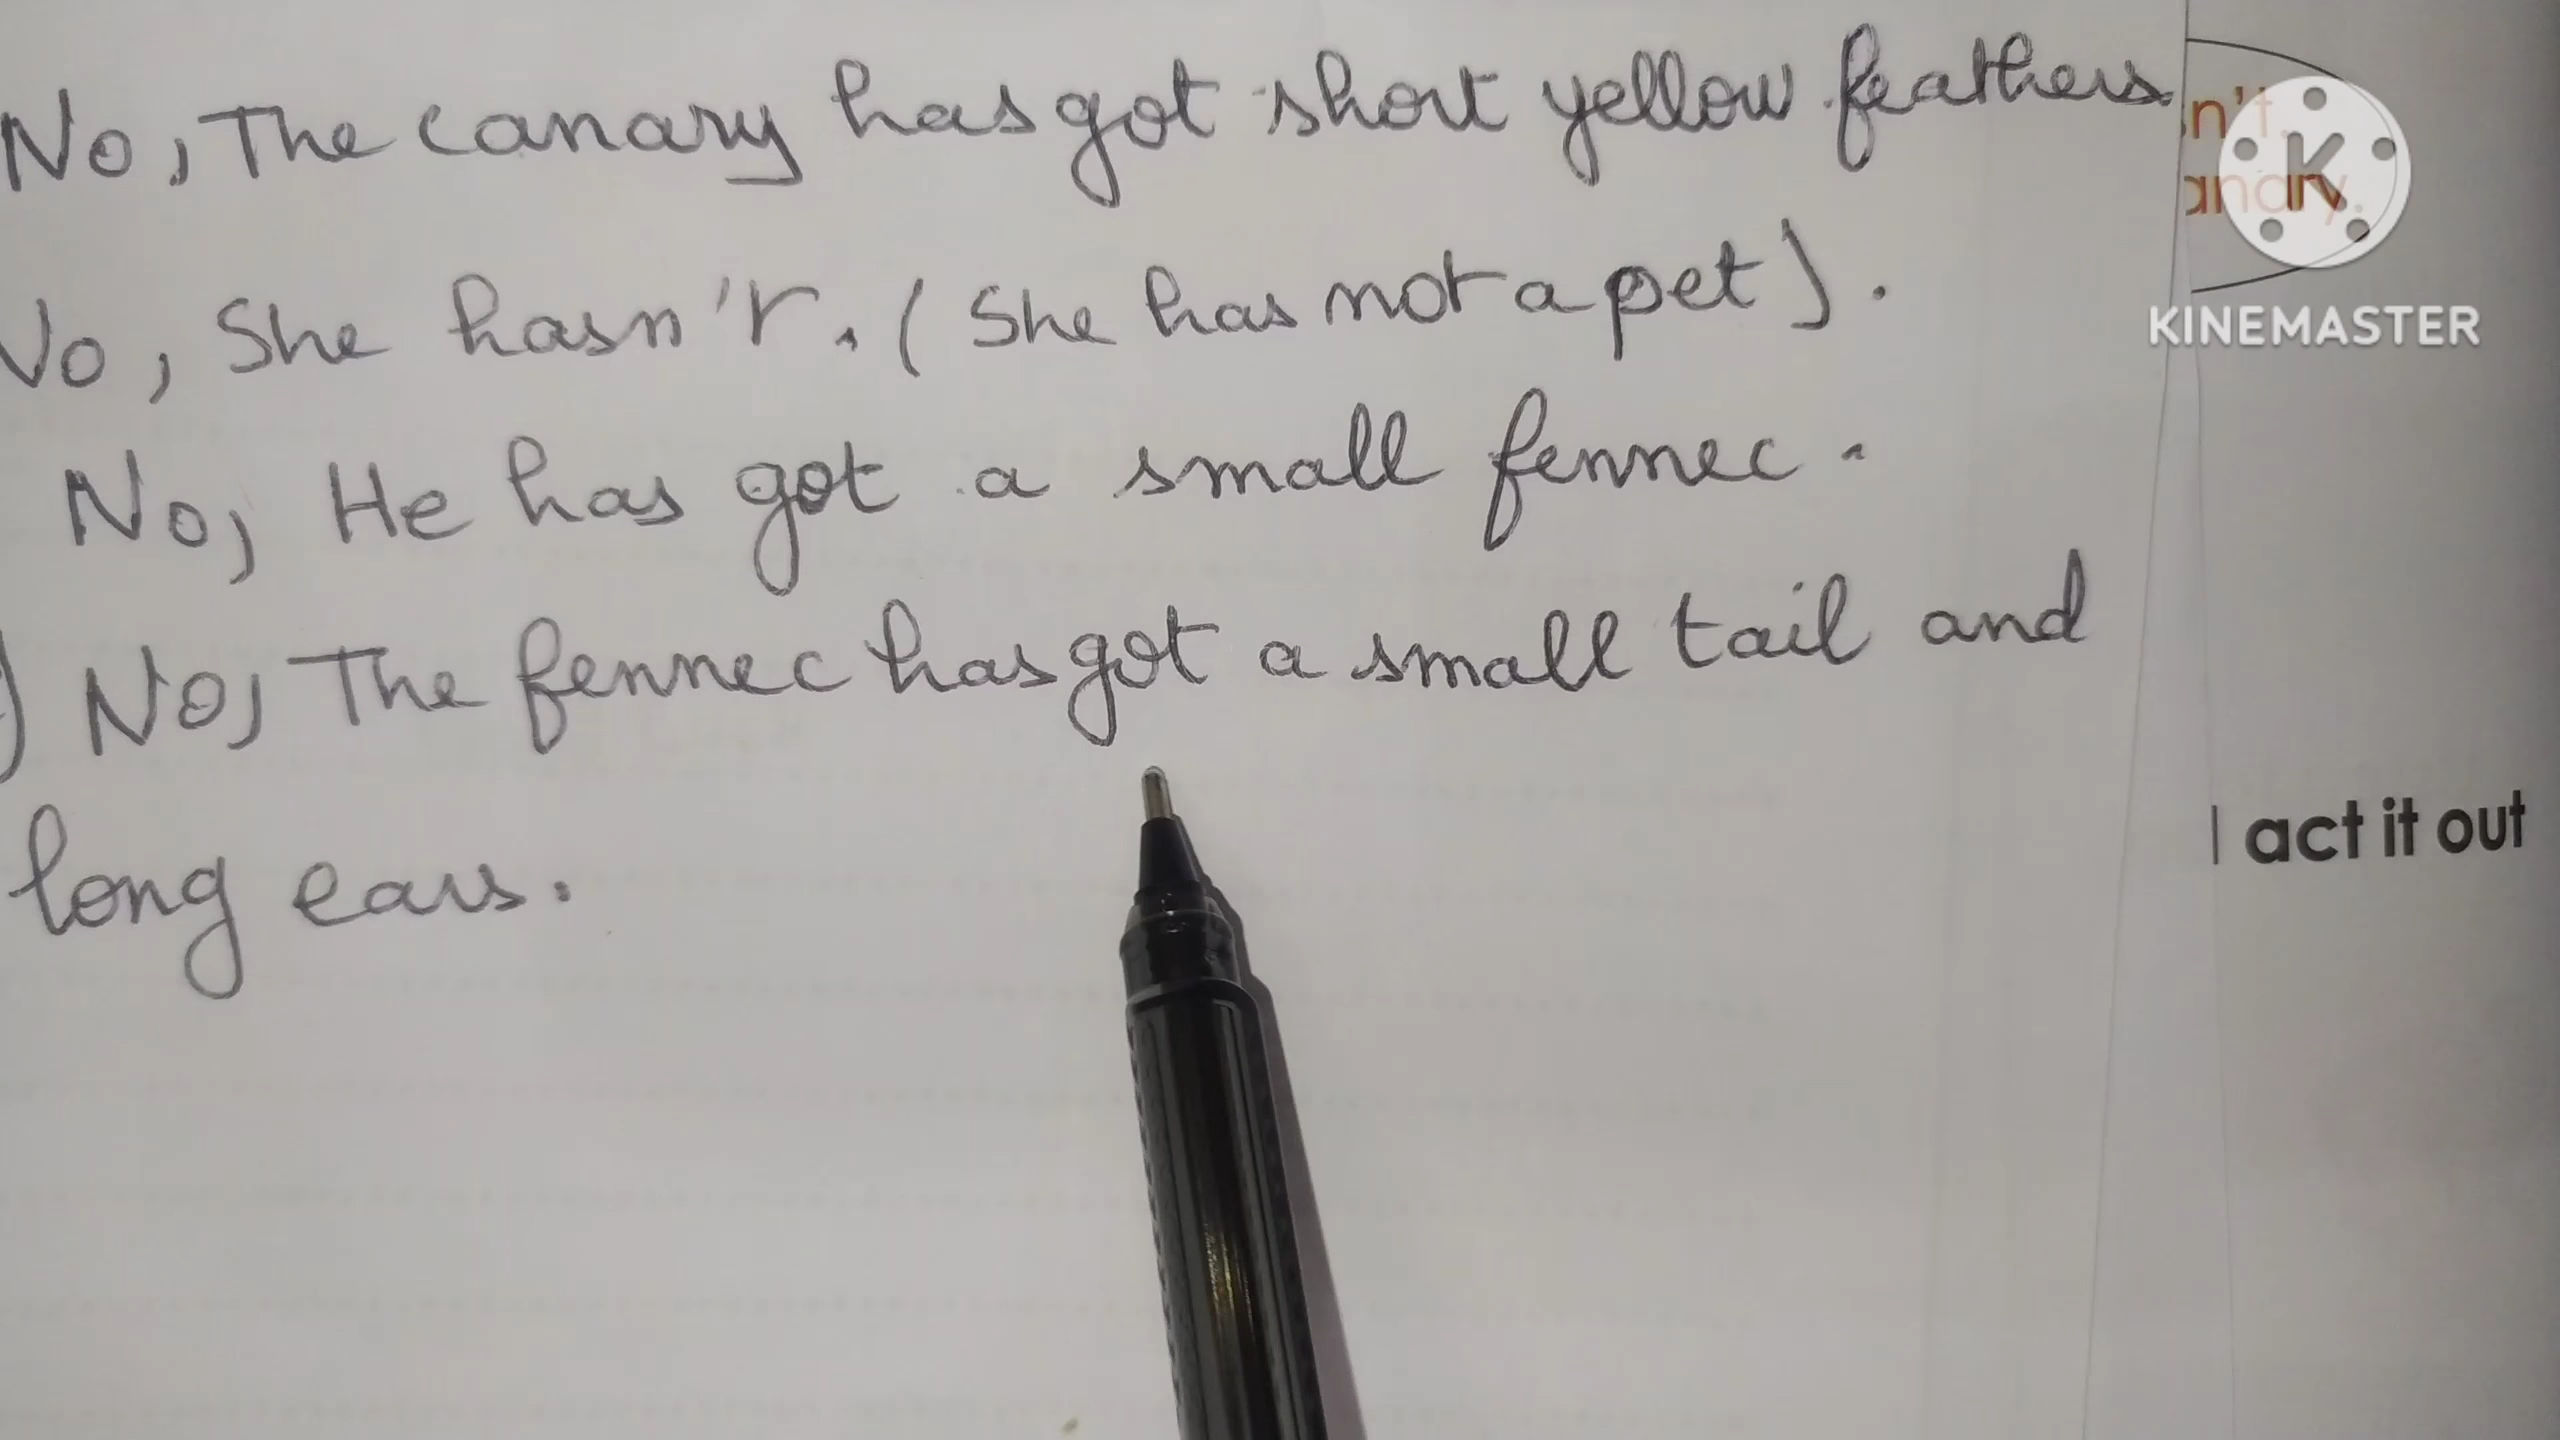 No, The canary has got short yellow feathers
No, She hasn't. (She has not a pet).
No, He has got a small fennec.
) No, The fennec has got a small tail and
long ears.
n't.
anary.
KINEMASTER
I act it out